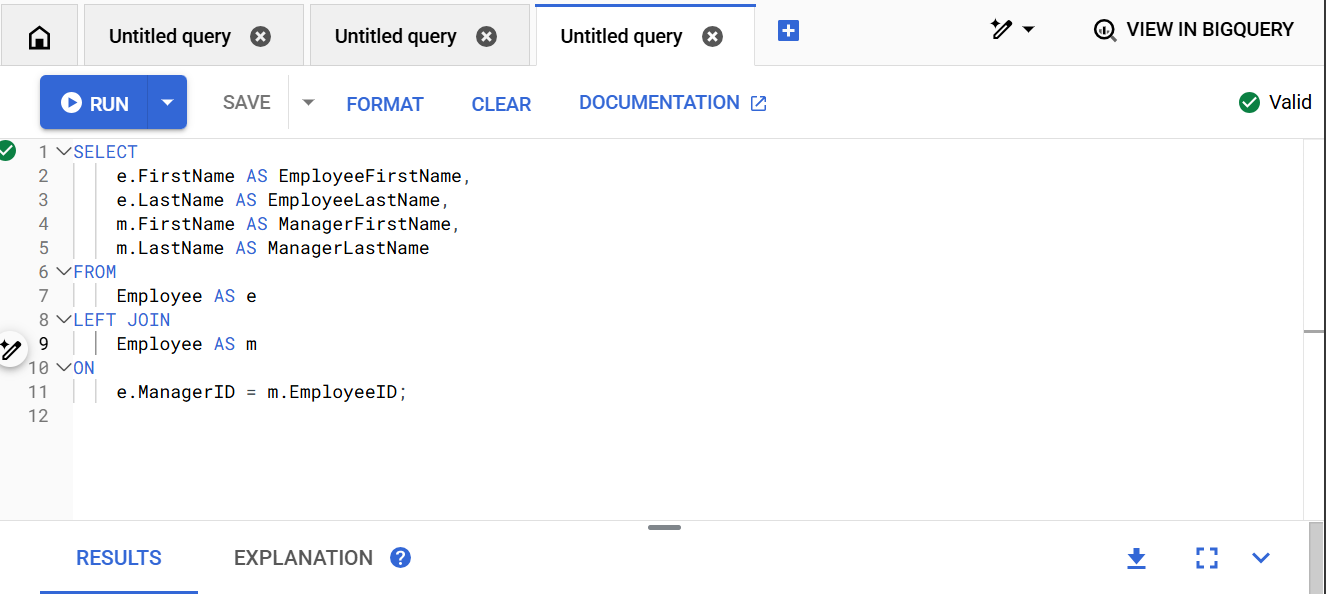 Untitled query Untitled query Untitled query VIEW IN BIGQUERY
RUN SAVE FORMAT CLEAR DOCUMENTATION Valid
1 SELECT
2 e.FirstName AS EmployeeFirstName,
3 e.LastName AS EmployeeLastName,
4 m.FirstName AS ManagerFirstName,
5 m.LastName AS ManagerLastName
6 FROM
7 Employee AS e
8 LEFT JOIN
9 Employee AS m
10 ON
11 e.ManagerID = m.EmployeeID;
12
RESULTS EXPLANATION ?